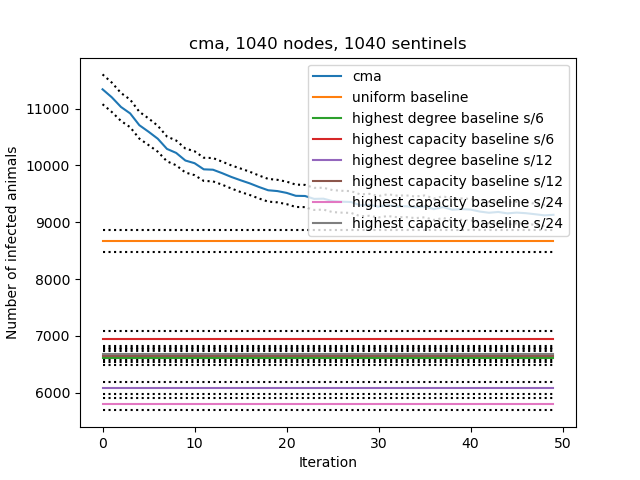 cma, 1040 nodes, 1040 sentinels
cma
uniform baseline
highest degree baseline s/6
highest capacity baseline s/6
highest degree baseline s/12
highest capacity baseline s/12
highest capacity baseline s/24
highest capacity baseline s/24
Number of infected animals
11000
10000
9000
8000
7000
6000
0 10 20 30 40 50
Iteration